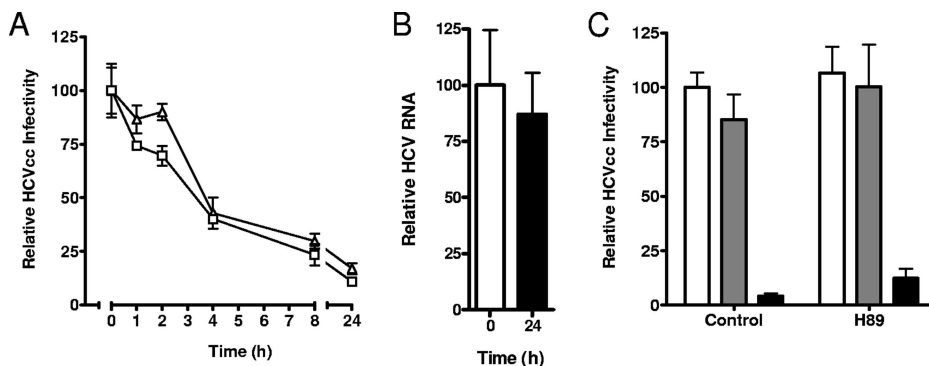 A
Relative HCVcc Infectivity
125
100
75
50
25
0
0 1 2 3 4 5 6 7 8 24
Time (h)
B
Relative HCV RNA
125
100
75
50
25
0
0 24
Time (h)
C
Relative HCVcc Infectivity
125
100
75
50
25
0
Control H89